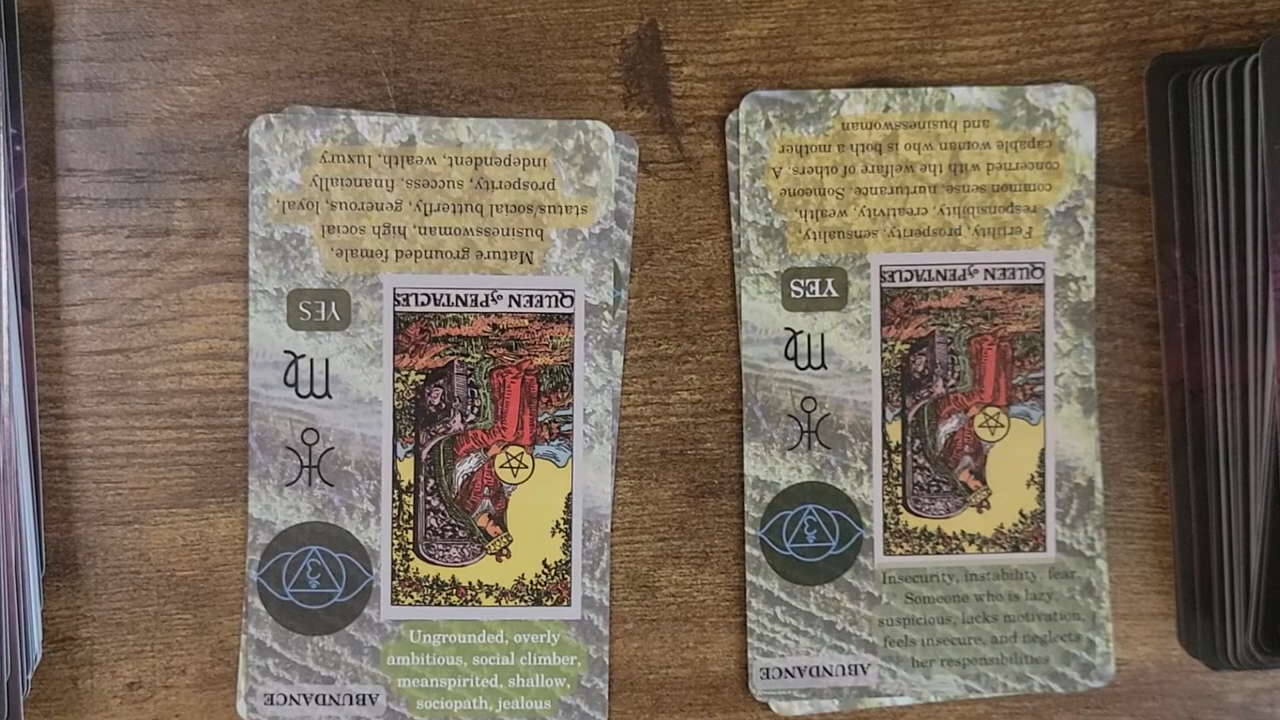 Mature grounded female,
businesswoman, high social
status/social butterfly, generous, loyal,
prosperity, success, financially
independent, wealth, luxury
YES
QUEEN of PENTACLES
Ungrounded, overly
ambitious, social climber,
meanspirited, shallow,
sociopath, jealous
ABUNDANCE
Fertility, prosperity, sensuality,
responsibility, creativity, wealth,
common sense, nurturance. Someone
concerned with the welfare of others. A
capable woman who is both a mother
and businesswoman
YES
QUEEN of PENTACLES
Insecurity, instability, fear.
Someone who is lazy,
suspicious, lacks motivation,
feels insecure, and neglects
her responsibilities
ABUNDANCE